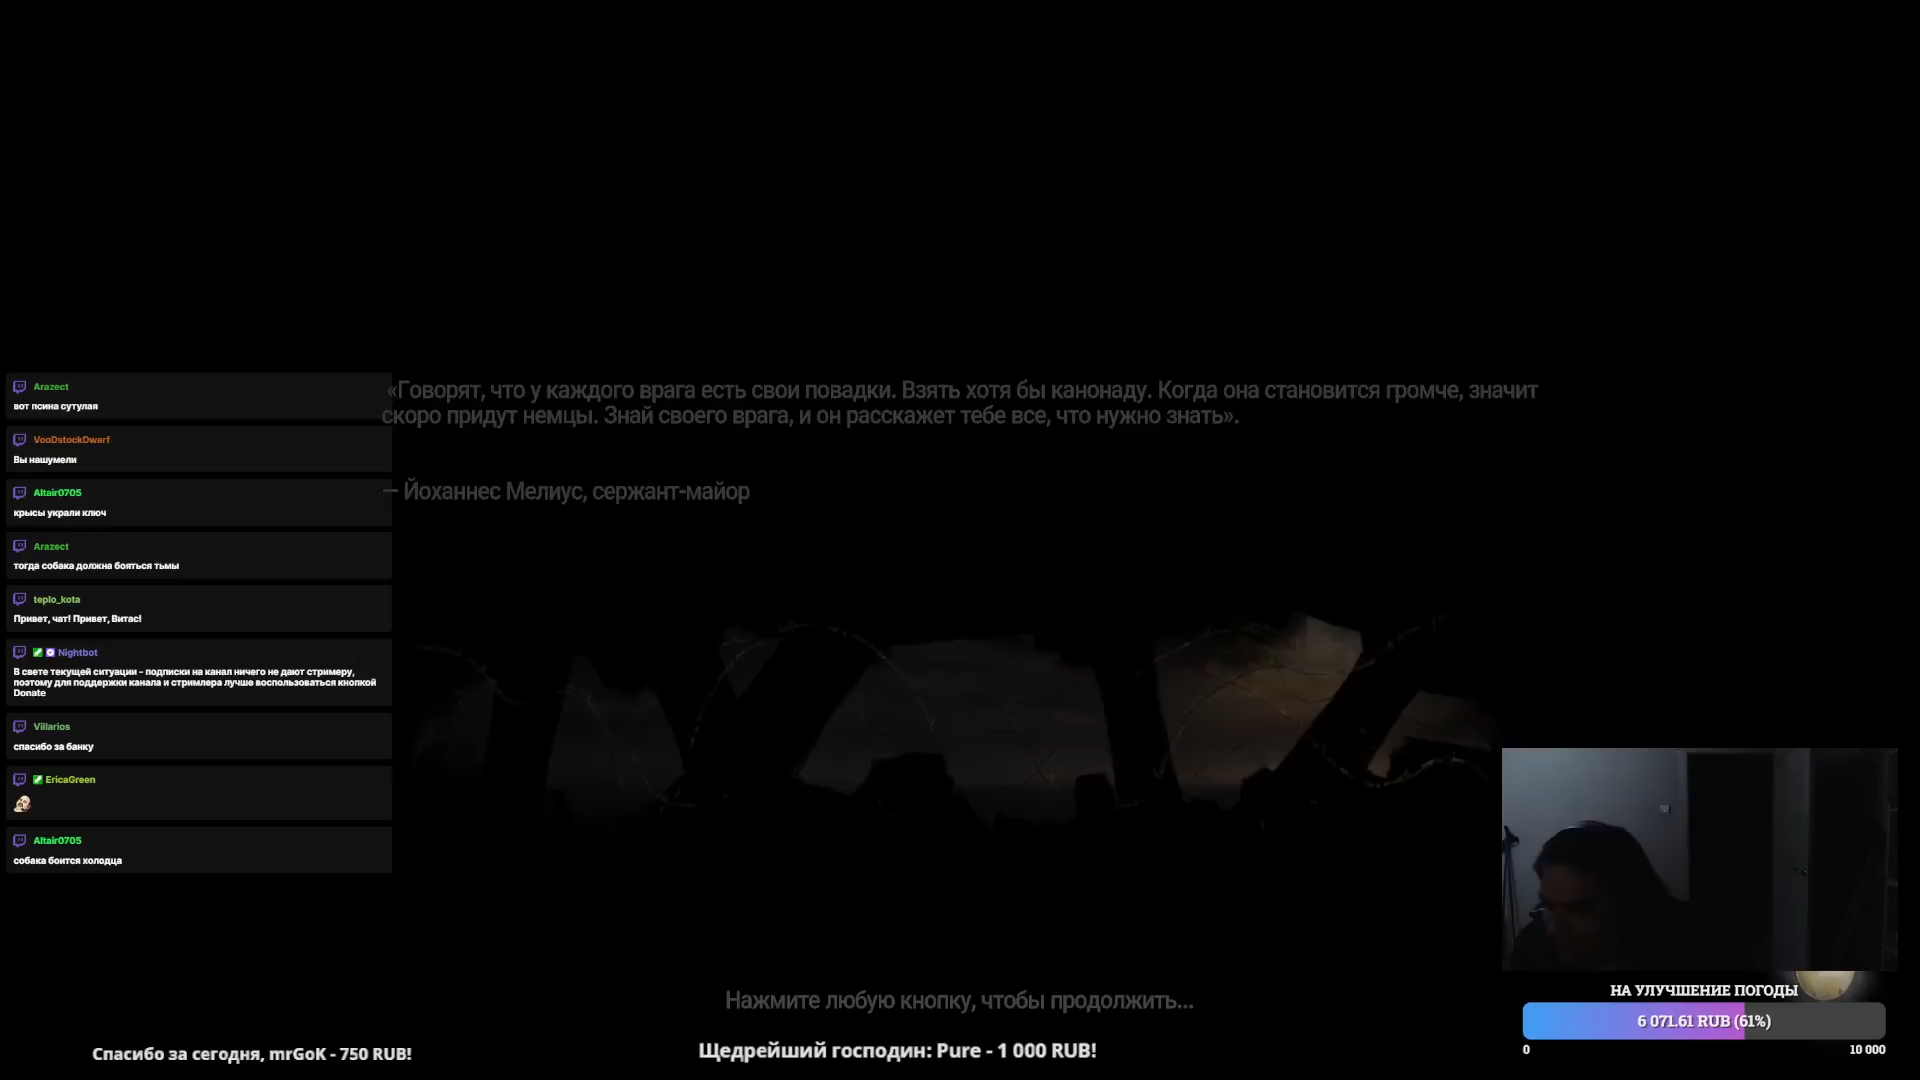 Arazect
вот псина сутулая
VooDstockDwarf
Вы нашумели
Altair0705
крысы украли ключ
Arazect
тогда собака должна бояться тьмы
teplo_kota
Привет, чат! Привет, Витас!
Nightbot
В свете текущей ситуации - подписки на канал ничего не дают стримеру,
поэтому для поддержки канала и стримлера лучше воспользоваться кнопкой
Donate
Villarios
спасибо за банку
EricaGreen
Altair0705
собака боится холодца
«Говорят, что у каждого врага есть свои повадки. Взять хотя бы канонаду. Когда она становится громче, значит
скоро придут немцы. Знай своего врага, и он расскажет тебе все, что нужно знать».
— Йоханнес Мелиус, сержант-майор
Нажмите любую кнопку, чтобы продолжить...
НА УЛУЧШЕНИЕ ПОГОДЫ
6 071.61 RUB (61%)
0
10 000
Спасибо за сегодня, mrGoK - 750 RUB!
Щедрейший господин: Pure - 1 000 RUB!